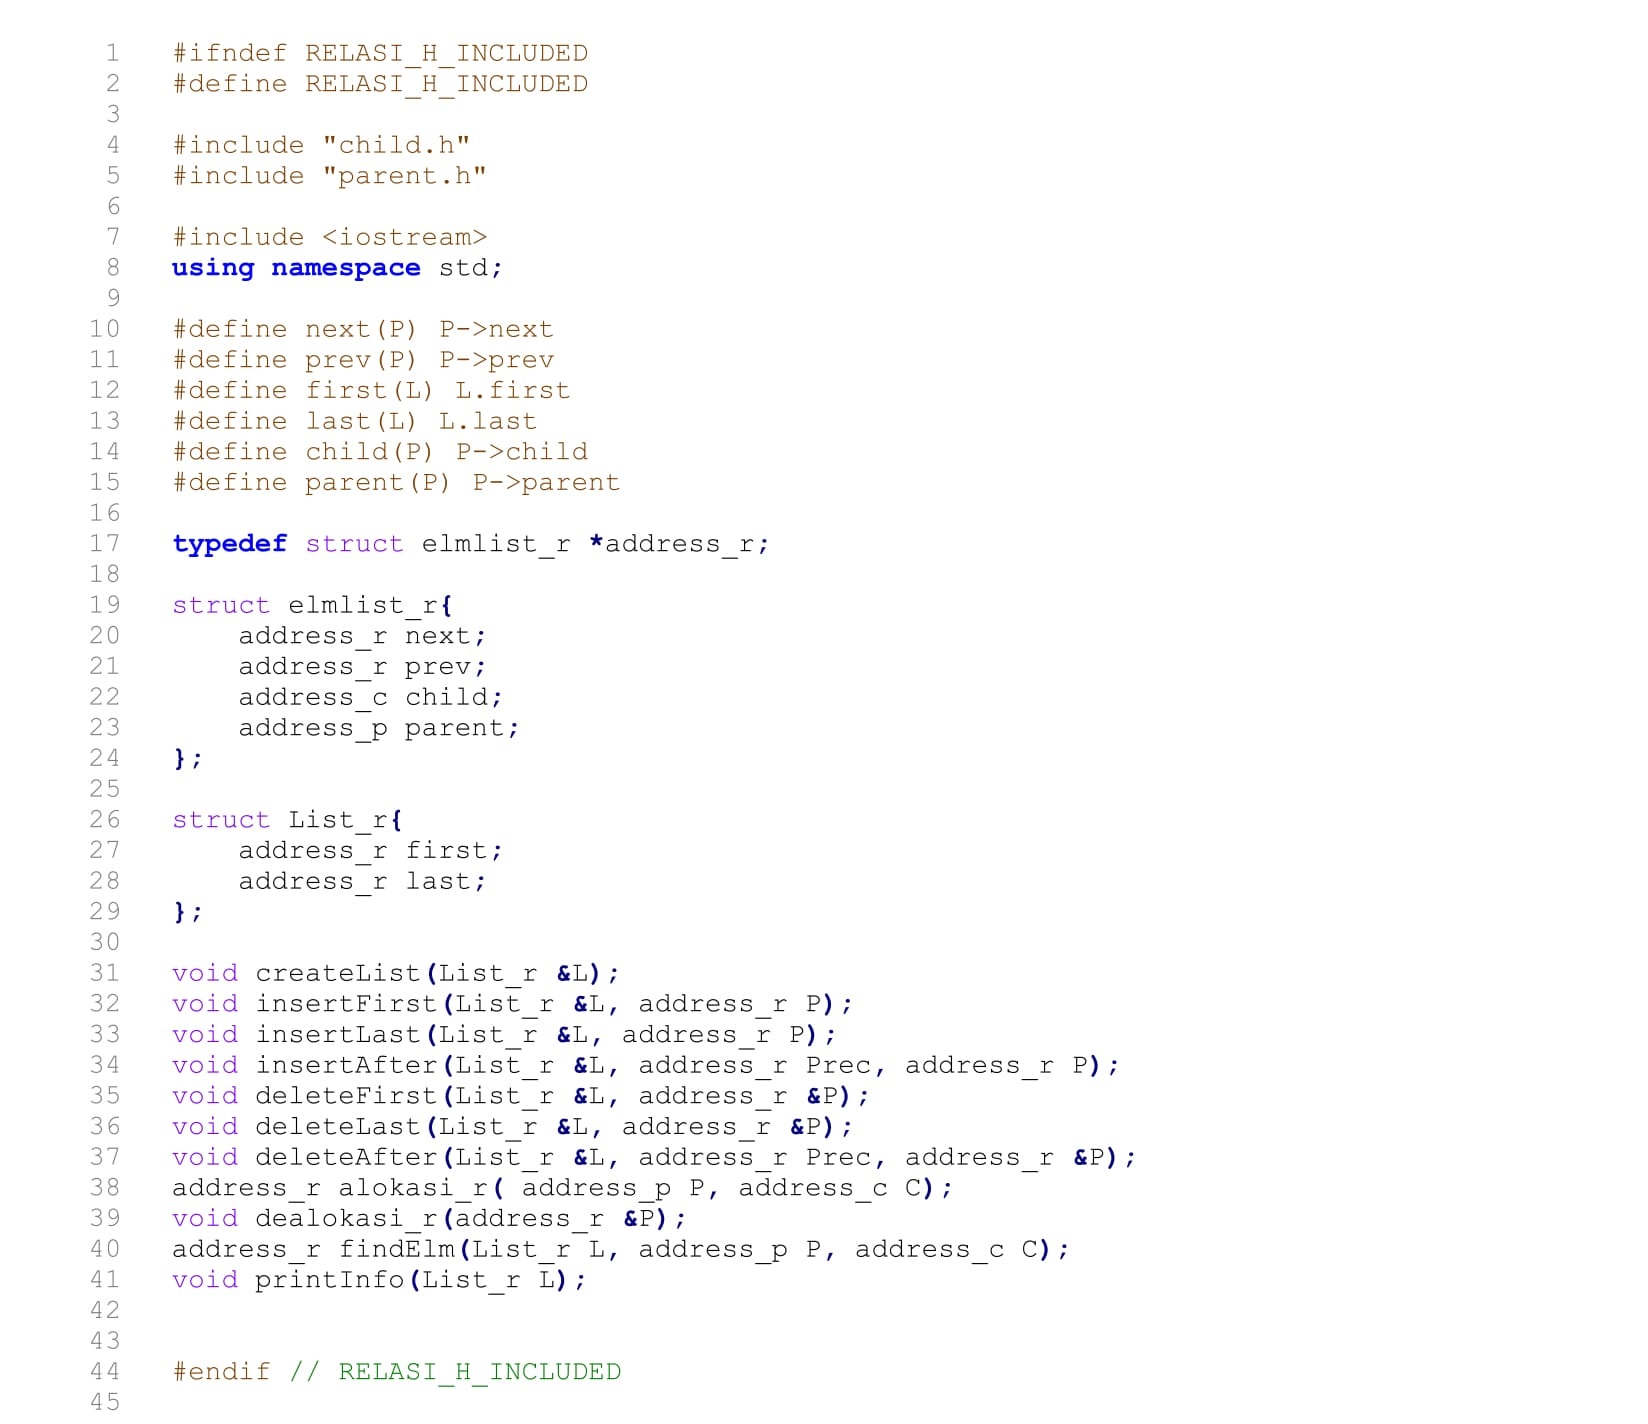 1 #ifndef RELASI_H_INCLUDED
2 #define RELASI_H_INCLUDED
3
4 #include "child.h"
5 #include "parent.h"
6
7 #include <iostream>
8 using namespace std;
9
10 #define next(P) P->next
11 #define prev(P) P->prev
12 #define first(L) L.first
13 #define last(L) L.last
14 #define child(P) P->child
15 #define parent(P) P->parent
16
17 typedef struct elmlist_r *address_r;
18
19 struct elmlist_r{
20     address_r next;
21     address_r prev;
22     address_c child;
23     address_p parent;
24 };
25
26 struct List_r{
27     address_r first;
28     address_r last;
29 };
30
31 void createList(List_r &L);
32 void insertFirst(List_r &L, address_r P);
33 void insertLast(List_r &L, address_r P);
34 void insertAfter(List_r &L, address_r Prec, address_r P);
35 void deleteFirst(List_r &L, address_r &P);
36 void deleteLast(List_r &L, address_r &P);
37 void deleteAfter(List_r &L, address_r Prec, address_r &P);
38 address_r alokasi_r( address_p P, address_c C);
39 void dealokasi_r(address_r &P);
40 address_r findElm(List_r L, address_p P, address_c C);
41 void printInfo(List_r L);
42
43
44 #endif // RELASI_H_INCLUDED
45